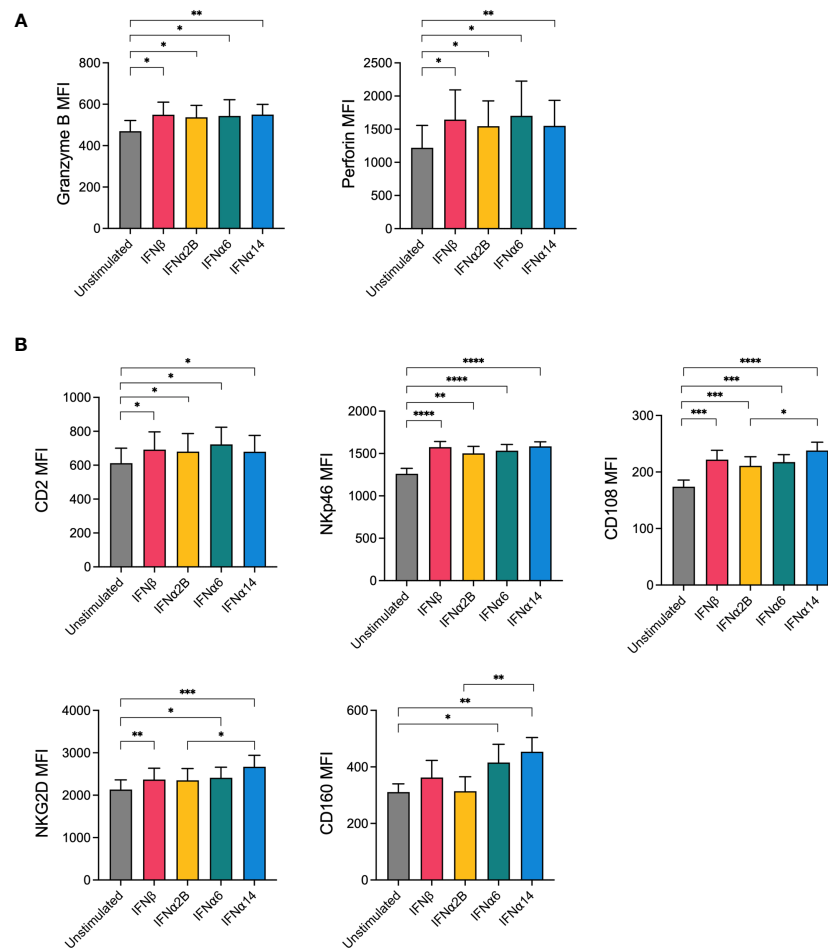 A
**
*
*
*
Granzyme B MFI
800
600
400
200
0
Unstimulated
IFNβ
IFNα2B
IFNα6
IFNα14
**
*
*
*
Perforin MFI
2500
2000
1500
1000
500
0
Unstimulated
IFNβ
IFNα2B
IFNα6
IFNα14
B
*
*
*
*
CD2 MFI
1000
800
600
400
200
0
Unstimulated
IFNβ
IFNα2B
IFNα6
IFNα14
****
****
**
****
NKp46 MFI
2000
1500
1000
500
0
Unstimulated
IFNβ
IFNα2B
IFNα6
IFNα14
****
***
***
*** *
CD108 MFI
300
200
100
0
Unstimulated
IFNβ
IFNα2B
IFNα6
IFNα14
***
*
** *
NKG2D MFI
4000
3000
2000
1000
0
Unstimulated
IFNβ
IFNα2B
IFNα6
IFNα14
**
**
*
CD160 MFI
600
400
200
0
Unstimulated
IFNβ
IFNα2B
IFNα6
IFNα14